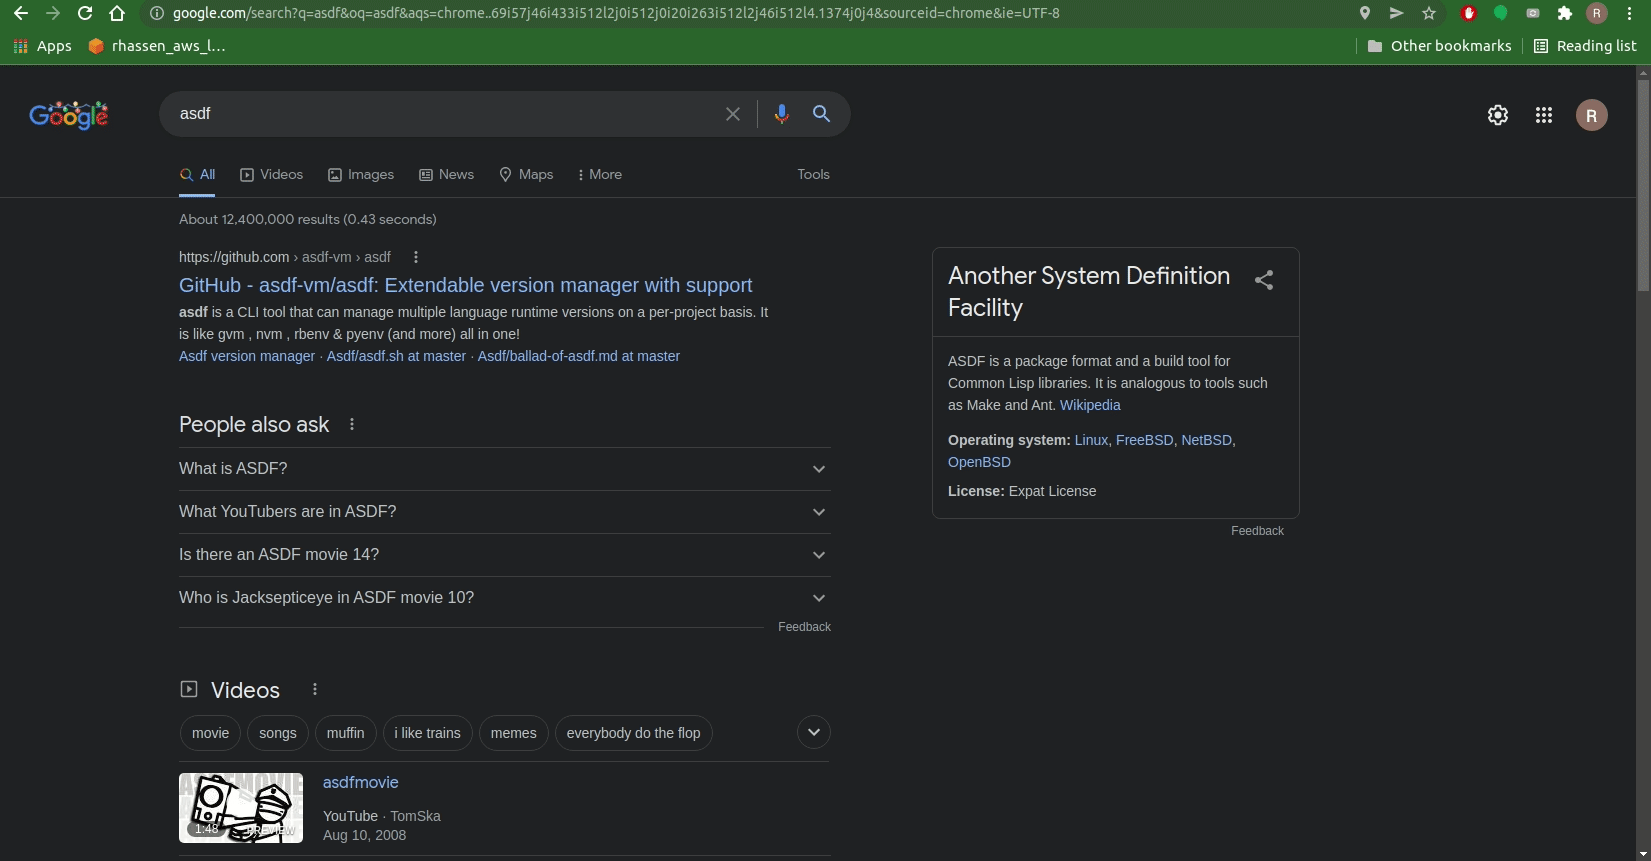 google.com/search?q=asdf&oq=asdf&aqs=chrome..69i57j46i433i512l2j0i512j0i20i263i512l2j46i512l4.1374j0j4&sourceid=chrome&ie=UTF-8
R
Apps
rhassen_aws_l...
Other bookmarks
Reading list
Google
asdf
R
All
Videos
Images
News
Maps
More
Tools
About 12,400,000 results (0.43 seconds)
https://github.com › asdf-vm › asdf
GitHub - asdf-vm/asdf: Extendable version manager with support
asdf is a CLI tool that can manage multiple language runtime versions on a per-project basis. It
is like gvm , nvm , rbenv & pyenv (and more) all in one!
Asdf version manager · Asdf/asdf.sh at master · Asdf/ballad-of-asdf.md at master
People also ask
What is ASDF?
What YouTubers are in ASDF?
Is there an ASDF movie 14?
Who is Jacksepticeye in ASDF movie 10?
Feedback
Videos
movie
songs
muffin
i like trains
memes
everybody do the flop
ASDFMOVIE
1:48
PREVIEW
asdfmovie
YouTube · TomSka
Aug 10, 2008
Another System Definition
Facility
ASDF is a package format and a build tool for
Common Lisp libraries. It is analogous to tools such
as Make and Ant. Wikipedia
Operating system: Linux, FreeBSD, NetBSD,
OpenBSD
License: Expat License
Feedback